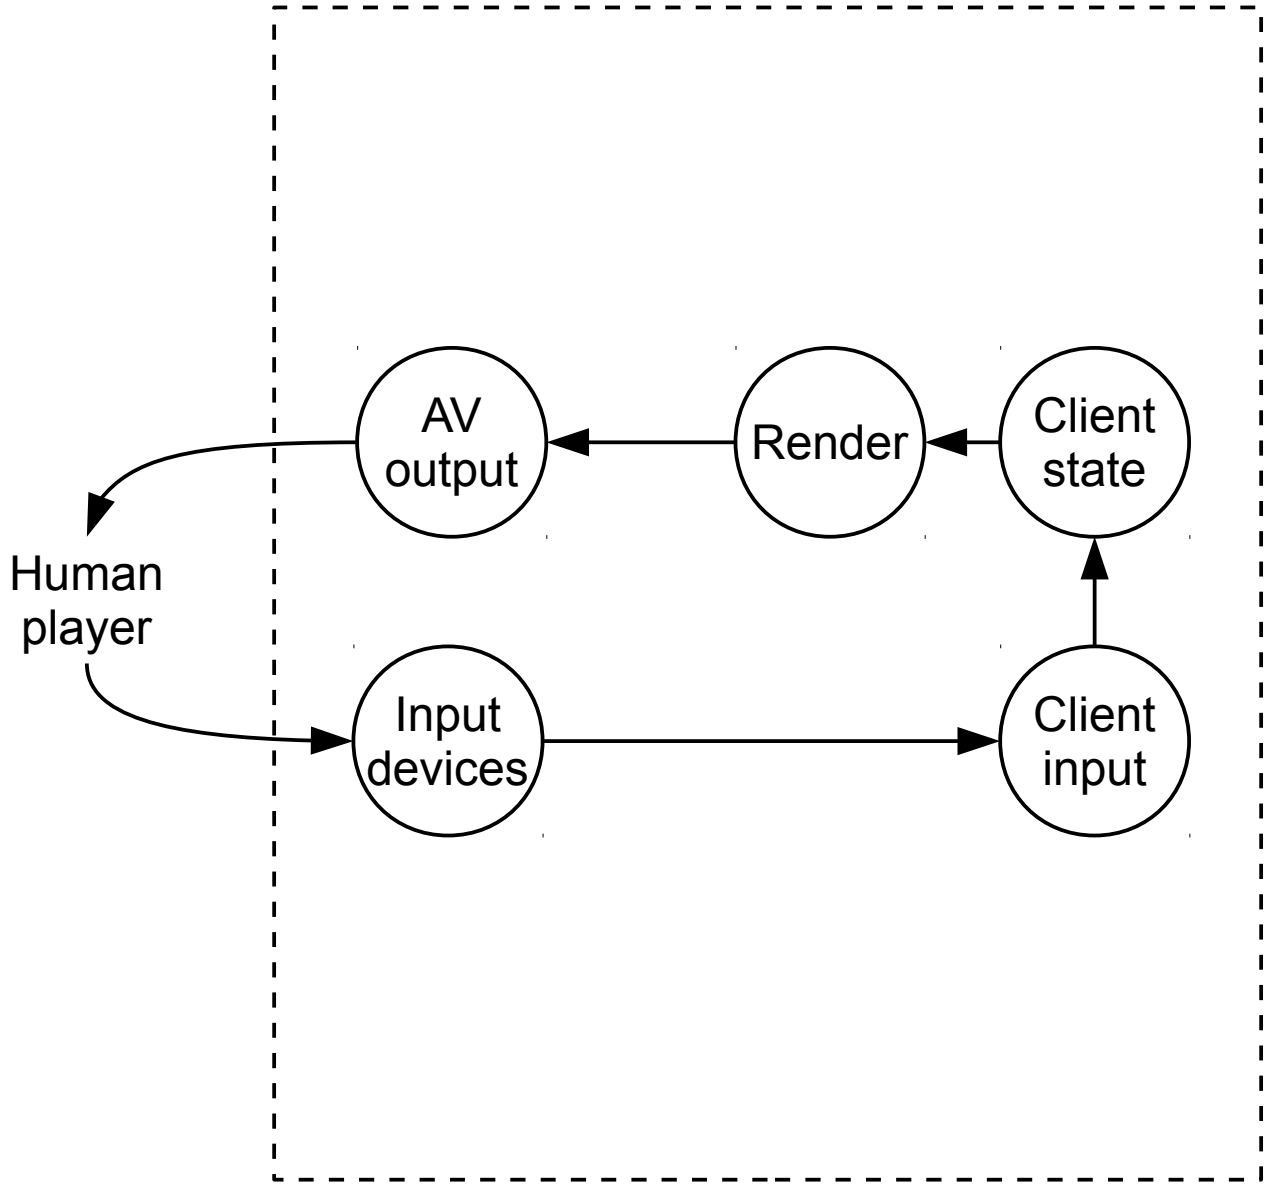 AV
output
Render
Client
state
Human
player
Input
devices
Client
input